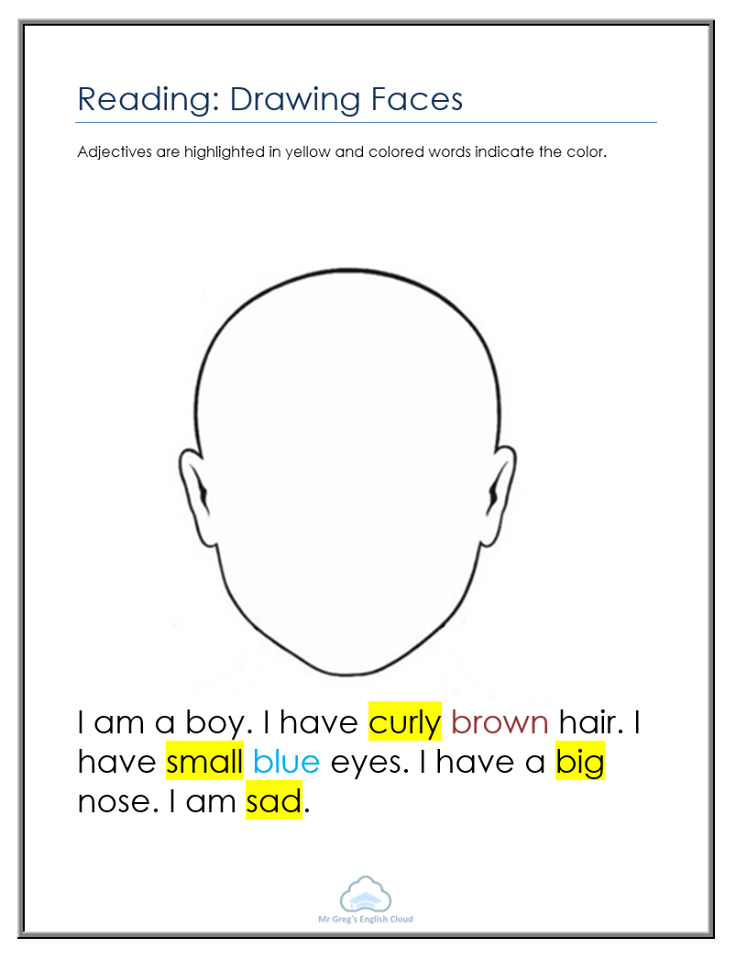 Reading: Drawing Faces
Adjectives are highlighted in yellow and colored words indicate the color.
I am a boy. I have curly brown hair. I
have small blue eyes. I have a big
nose. I am sad.
Mr Greg's English Cloud